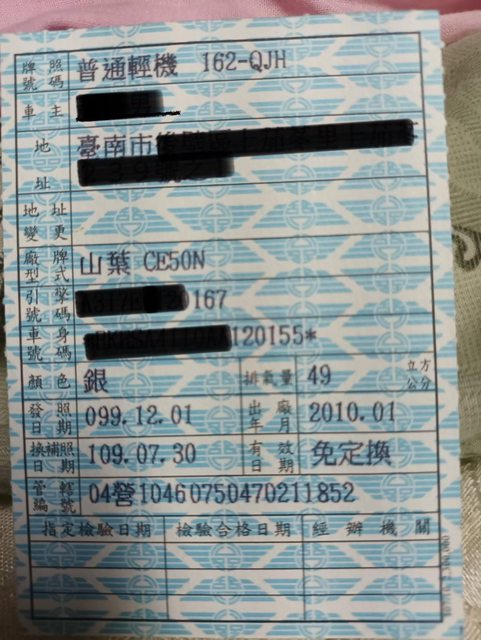 牌照號碼 普通輕機 162-QJH
車主
地址 臺南市
地址變更
廠牌型式 山葉 CE50N
引擎號碼 167
車身號碼 120155*
顏色 銀 排氣量 49 立方公分
發照日期 099.12.01 出廠年月 2010.01
換補照日期 109.07.30 有效日期 免定換
管轄編號 04營10460750470211852
指定檢驗日期 檢驗合格日期 經辦機關